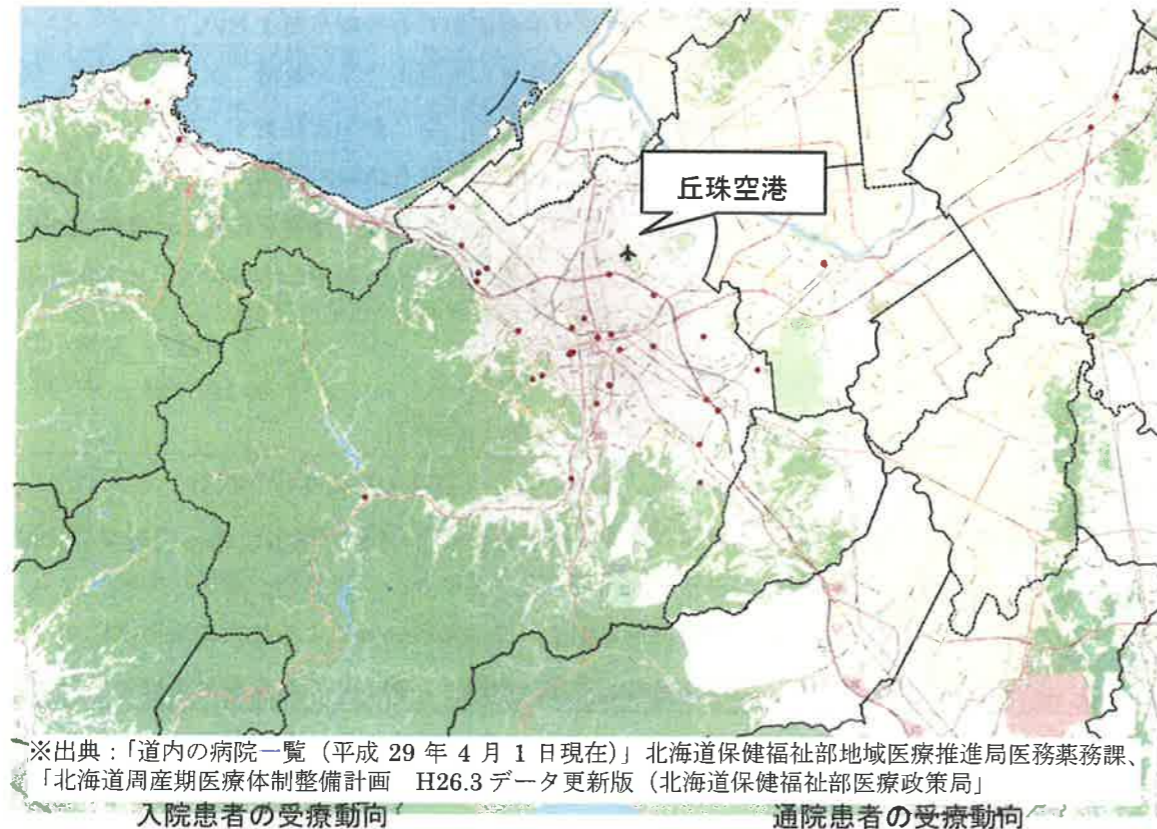 丘珠空港
※出典：「道内の病院一覧（平成 29 年 4 月 1 日現在）」北海道保健福祉部地域医療推進局医務薬務課、
「北海道周産期医療体制整備計画　H26.3 データ更新版（北海道保健福祉部医療政策局」
入院患者の受療動向
通院患者の受療動向